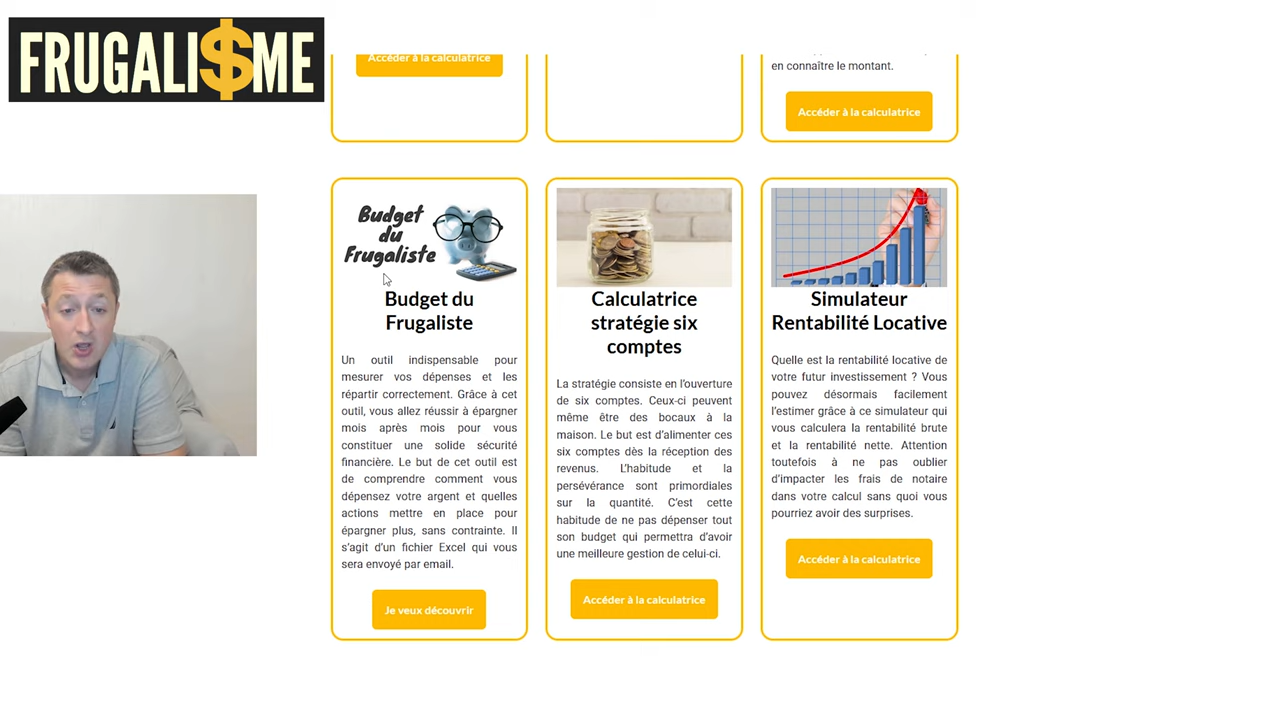 FRUGALI$ME
Accéder à la calculatrice
en connaître le montant.
Accéder à la calculatrice
Budget
du
Frugaliste
Budget du
Frugaliste
Un outil indispensable pour
mesurer vos dépenses et les
répartir correctement. Grâce à cet
outil, vous allez réussir à épargner
mois après mois pour vous
constituer une solide sécurité
financière. Le but de cet outil est
de comprendre comment vous
dépensez votre argent et quelles
actions mettre en place pour
épargner plus, sans contrainte. Il
s'agit d'un fichier Excel qui vous
sera envoyé par email.
Je veux découvrir
Calculatrice
stratégie six
comptes
La stratégie consiste en l'ouverture
de six comptes. Ceux-ci peuvent
même être des bocaux à la
maison. Le but est d'alimenter ces
six comptes dès la réception des
revenus. L'habitude et la
persévérance sont primordiales
sur la quantité. C'est cette
habitude de ne pas dépenser tout
son budget qui permettra d'avoir
une meilleure gestion de celui-ci.
Accéder à la calculatrice
Simulateur
Rentabilité Locative
Quelle est la rentabilité locative de
votre futur investissement ? Vous
pouvez désormais facilement
l'estimer grâce à ce simulateur qui
vous calculera la rentabilité brute
et la rentabilité nette. Attention
toutefois à ne pas oublier
d'impacter les frais de notaire
dans votre calcul sans quoi vous
pourriez avoir des surprises.
Accéder à la calculatrice